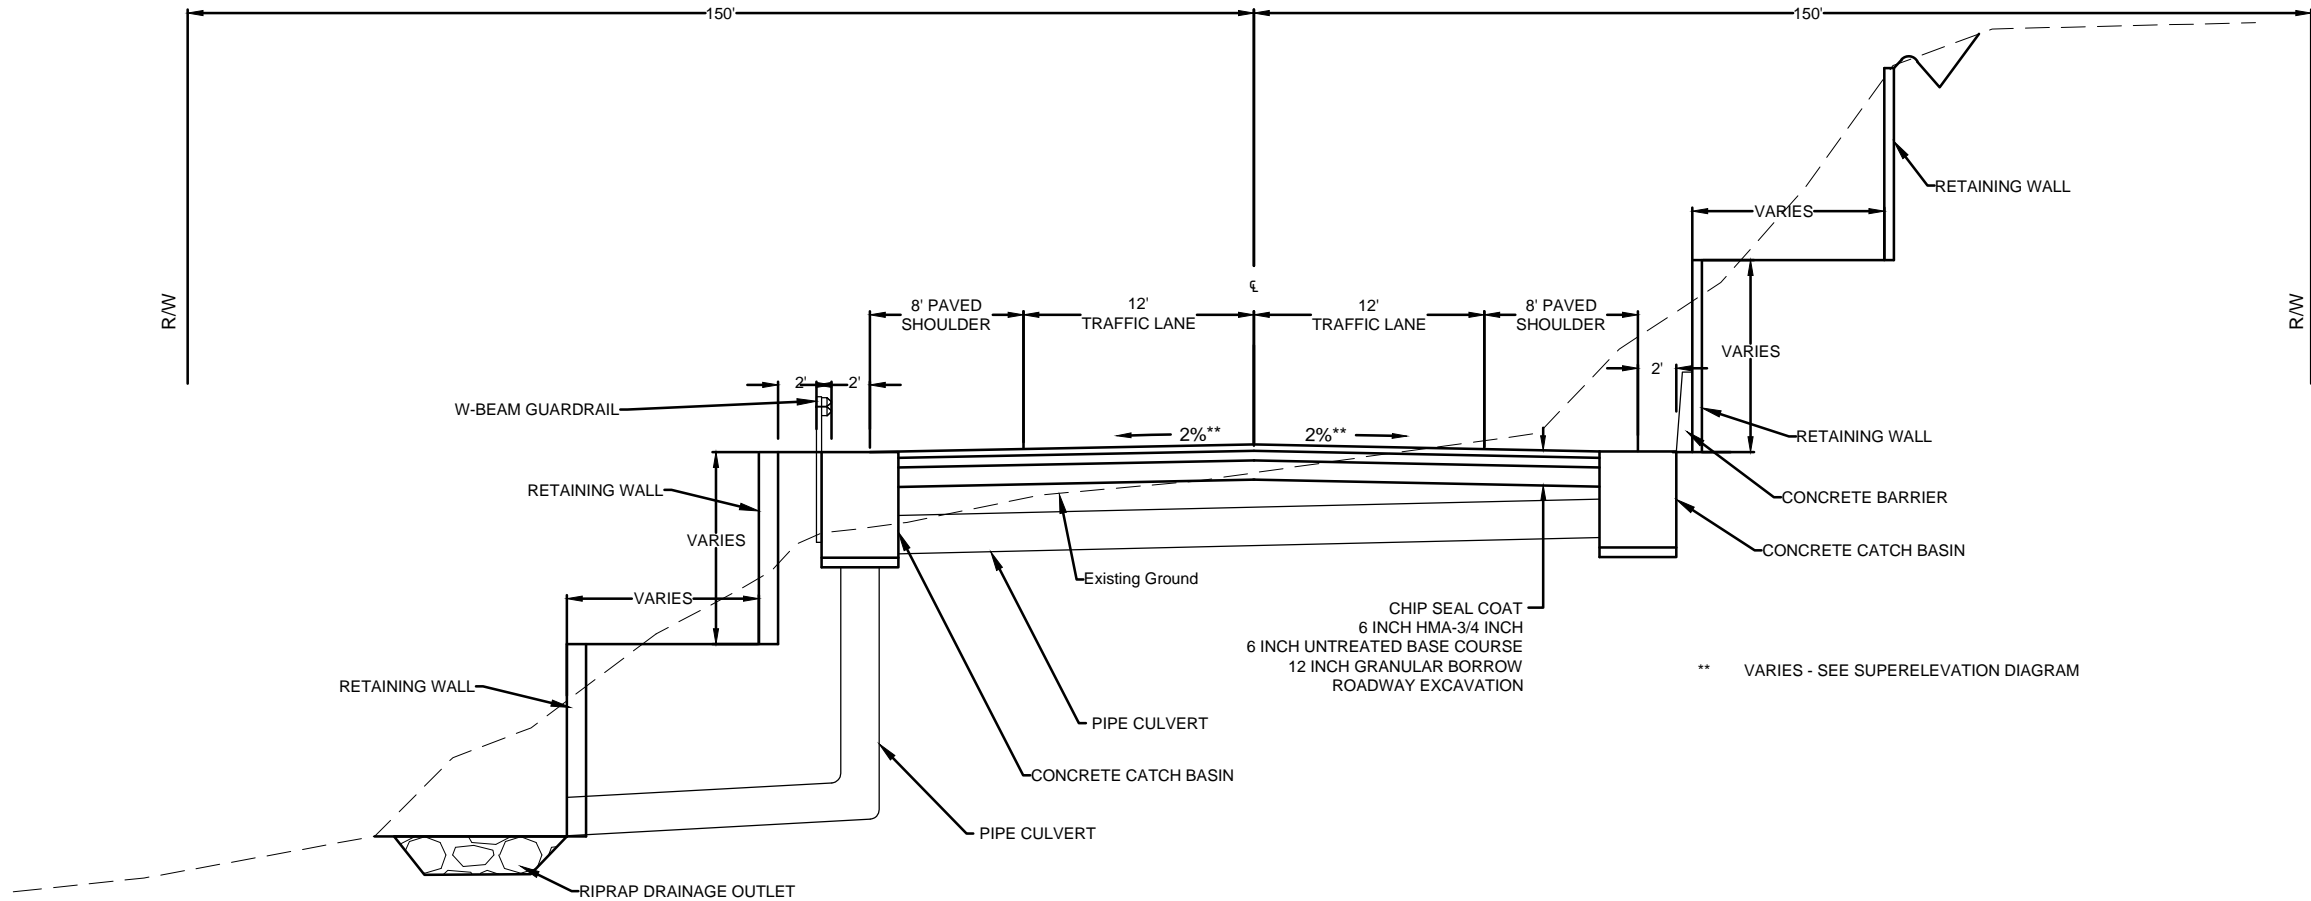 150'
150'
RETAINING WALL
VARIES
R/W
R/W
℄
8' PAVED
SHOULDER
12'
TRAFFIC LANE
12'
TRAFFIC LANE
8' PAVED
SHOULDER
VARIES
2'
2'
2'
W-BEAM GUARDRAIL
2%**
2%**
RETAINING WALL
RETAINING WALL
CONCRETE BARRIER
VARIES
CONCRETE CATCH BASIN
Existing Ground
VARIES
CHIP SEAL COAT
6 INCH HMA-3/4 INCH
6 INCH UNTREATED BASE COURSE
12 INCH GRANULAR BORROW
ROADWAY EXCAVATION
** VARIES - SEE SUPERELEVATION DIAGRAM
RETAINING WALL
PIPE CULVERT
CONCRETE CATCH BASIN
PIPE CULVERT
RIPRAP DRAINAGE OUTLET